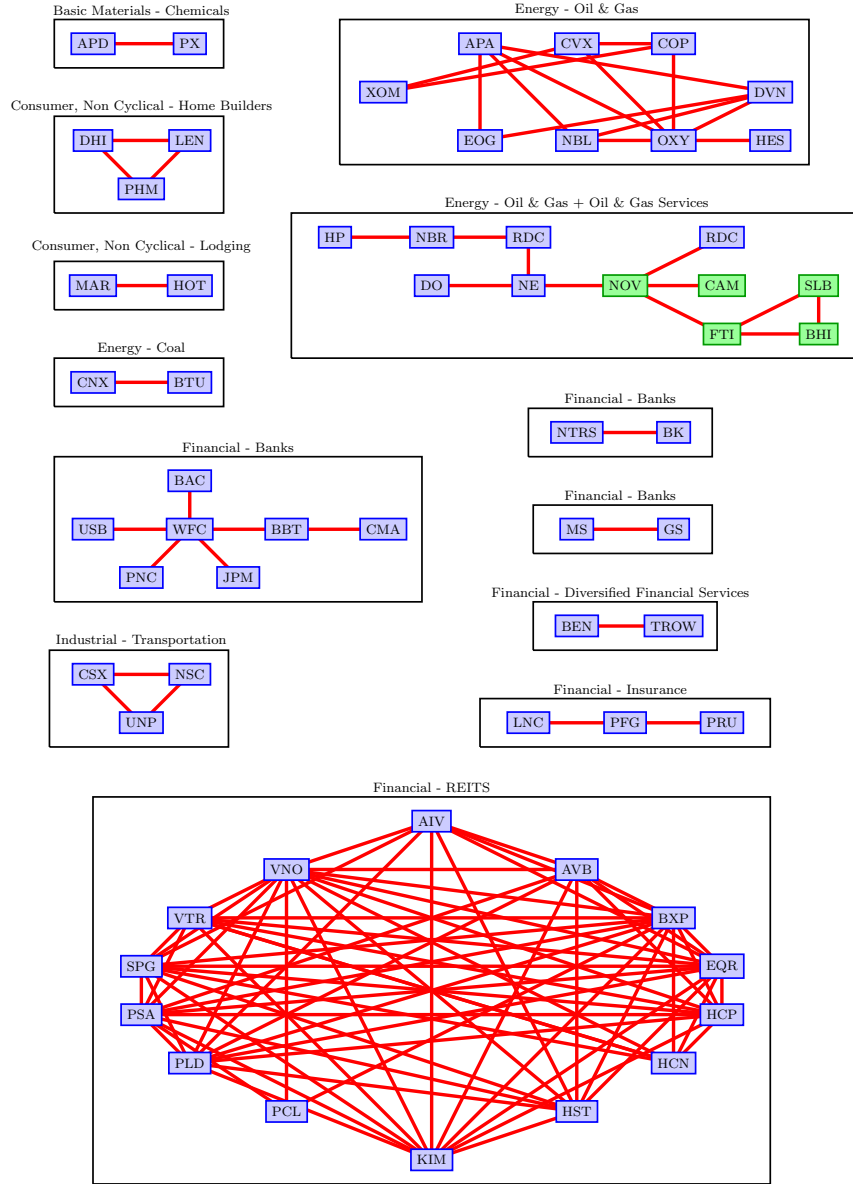 Basic Materials - Chemicals
APD PX
Energy - Oil & Gas
APA CVX COP
XOM DVN
EOG NBL OXY HES
Consumer, Non Cyclical - Home Builders
DHI LEN
PHM
Energy - Oil & Gas + Oil & Gas Services
HP NBR RDC RDC
DO NE NOV CAM SLB
FTI BHI
Consumer, Non Cyclical - Lodging
MAR HOT
Energy - Coal
CNX BTU
Financial - Banks
NTRS BK
Financial - Banks
BAC
USB WFC BBT CMA
PNC JPM
Financial - Banks
MS GS
Financial - Diversified Financial Services
BEN TROW
Industrial - Transportation
CSX NSC
UNP
Financial - Insurance
LNC PFG PRU
Financial - REITS
AIV
VNO AVB
VTR BXP
SPG EQR
PSA HCP
PLD HCN
PCL HST
KIM